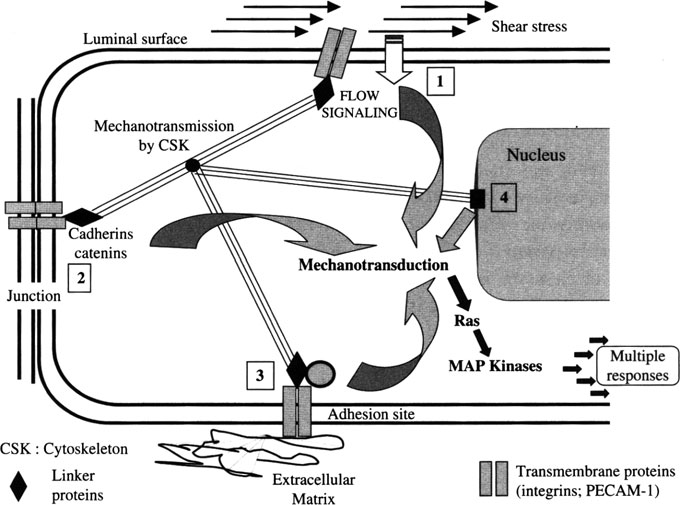 Shear stress
Luminal surface
1
FLOW
SIGNALING
Mechanotransmission
by CSK
Nucleus
4
Cadherins
catenins
2
Mechanotransduction
Junction
Ras
MAP Kinases
Multiple
responses
3
Adhesion site
CSK : Cytoskeleton
Linker
proteins
Extracellular
Matrix
Transmembrane proteins
(integrins; PECAM-1)